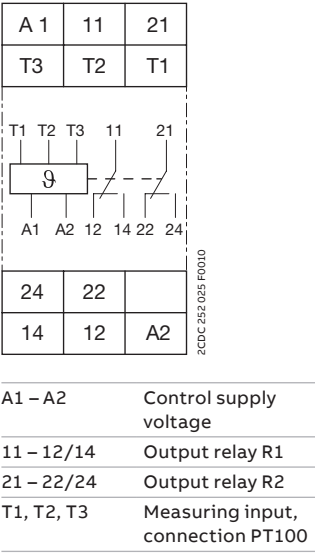 A 1 11 21
T3 T2 T1
T1 T2 T3 11 21
ϑ
A1 A2 12 14 22 24
2CDC 252 025 F0010
24 22
14 12 A2
A1 – A2 Control supply
voltage
11 – 12/14 Output relay R1
21 – 22/24 Output relay R2
T1, T2, T3 Measuring input,
connection PT100